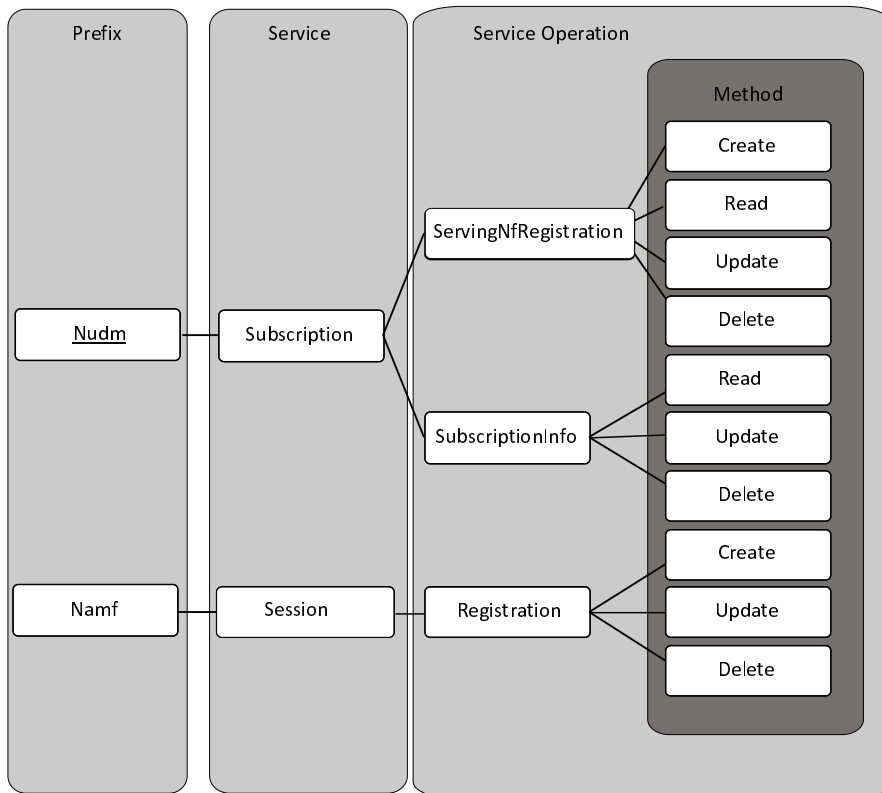 Prefix
Service
Service Operation
Method
Create
Read
ServingNfRegistration
Update
Delete
Nudm
Subscription
Read
SubscriptionInfo
Update
Delete
Create
Namf
Session
Registration
Update
Delete